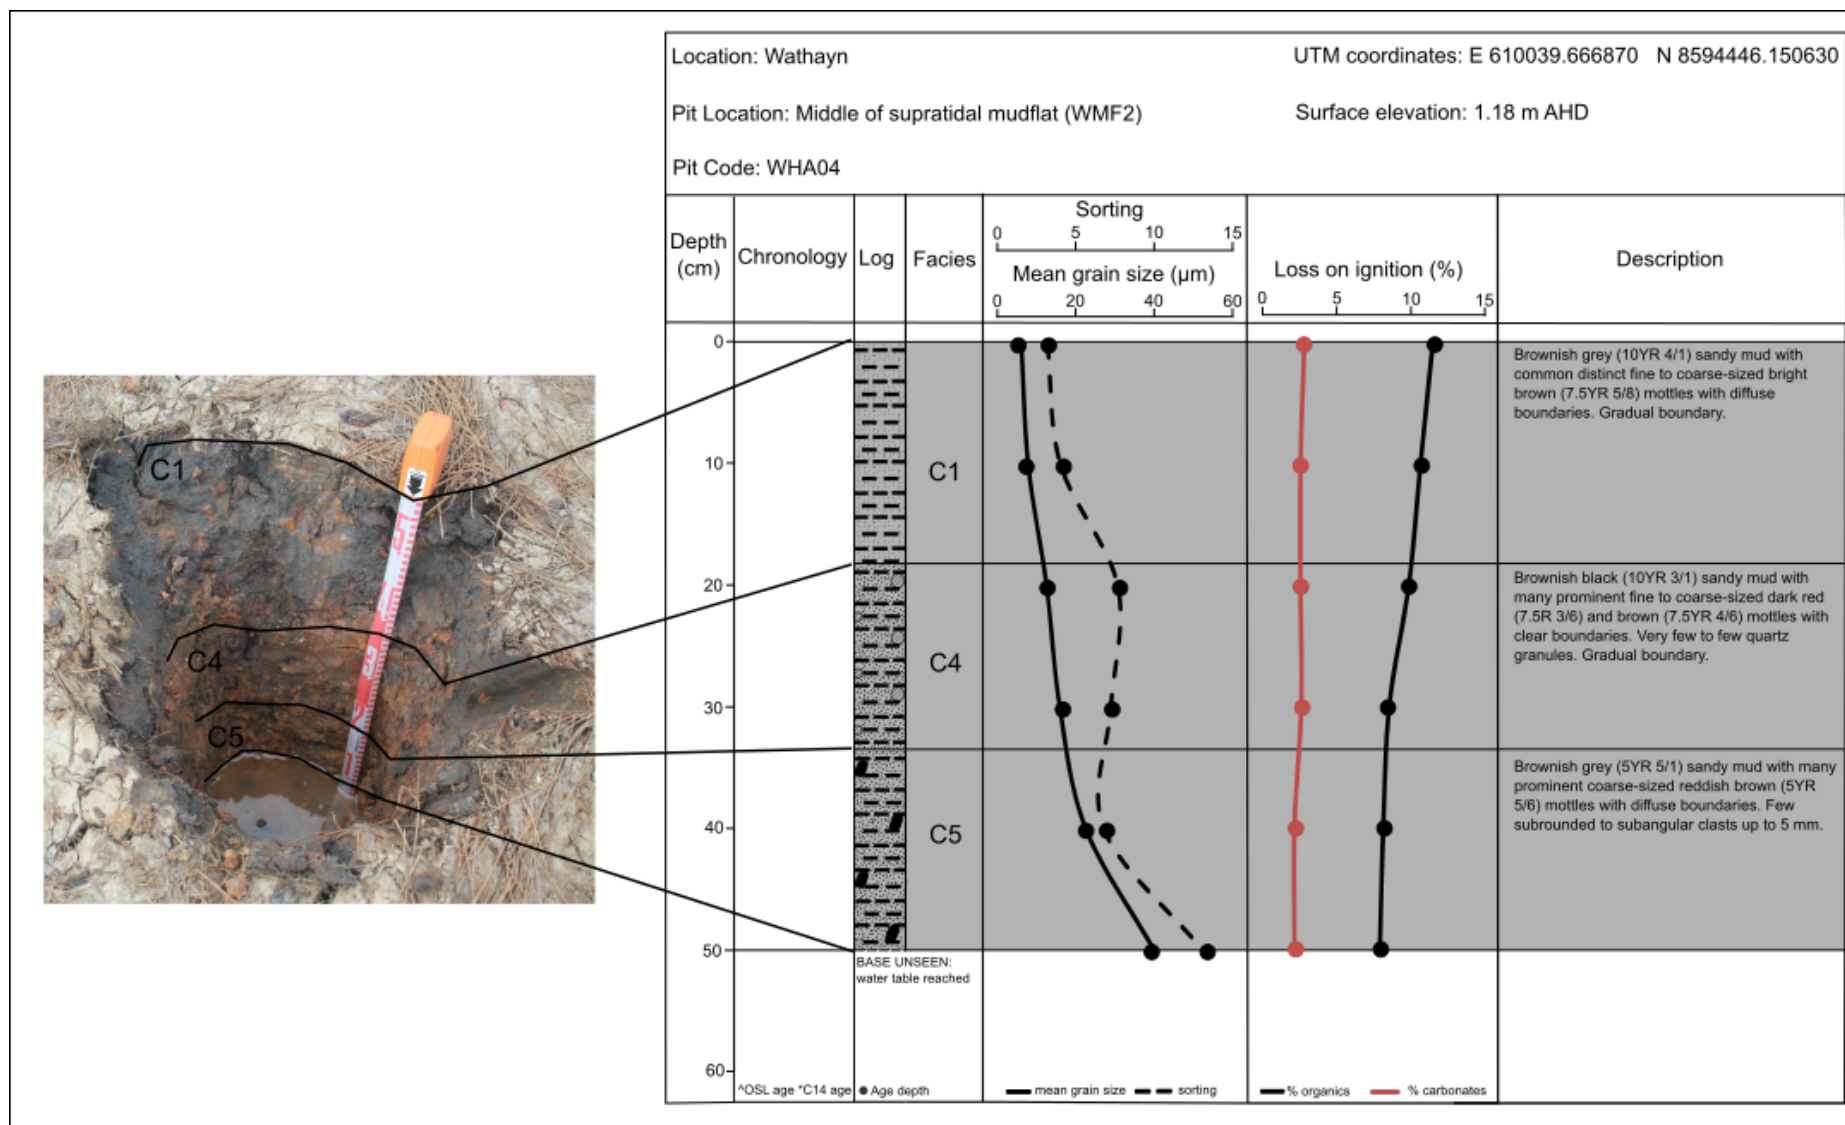 Location: Wathayn
UTM coordinates: E 610039.666870 N 8594446.150630
Pit Location: Middle of supratidal mudflat (WMF2)
Surface elevation: 1.18 m AHD
Pit Code: WHA04
Depth
(cm)
Chronology
Log
Facies
Sorting
0 5 10 15
Mean grain size (μm)
0 20 40 60
Loss on ignition (%)
0 5 10 15
Description
0
10
20
30
40
50
60
C1
C4
C5
C1
C4
C5
Brownish grey (10YR 4/1) sandy mud with
common distinct fine to coarse-sized bright
brown (7.5YR 5/8) mottles with diffuse
boundaries. Gradual boundary.
Brownish black (10YR 3/1) sandy mud with
many prominent fine to coarse-sized dark red
(7.5R 3/6) and brown (7.5YR 4/6) mottles with
clear boundaries. Very few to few quartz
granules. Gradual boundary.
Brownish grey (5YR 5/1) sandy mud with many
prominent coarse-sized reddish brown (5YR
5/6) mottles with diffuse boundaries. Few
subrounded to subangular clasts up to 5 mm.
BASE UNSEEN:
water table reached
^OSL age *C14 age
Age depth
mean grain size
sorting
% organics
% carbonates